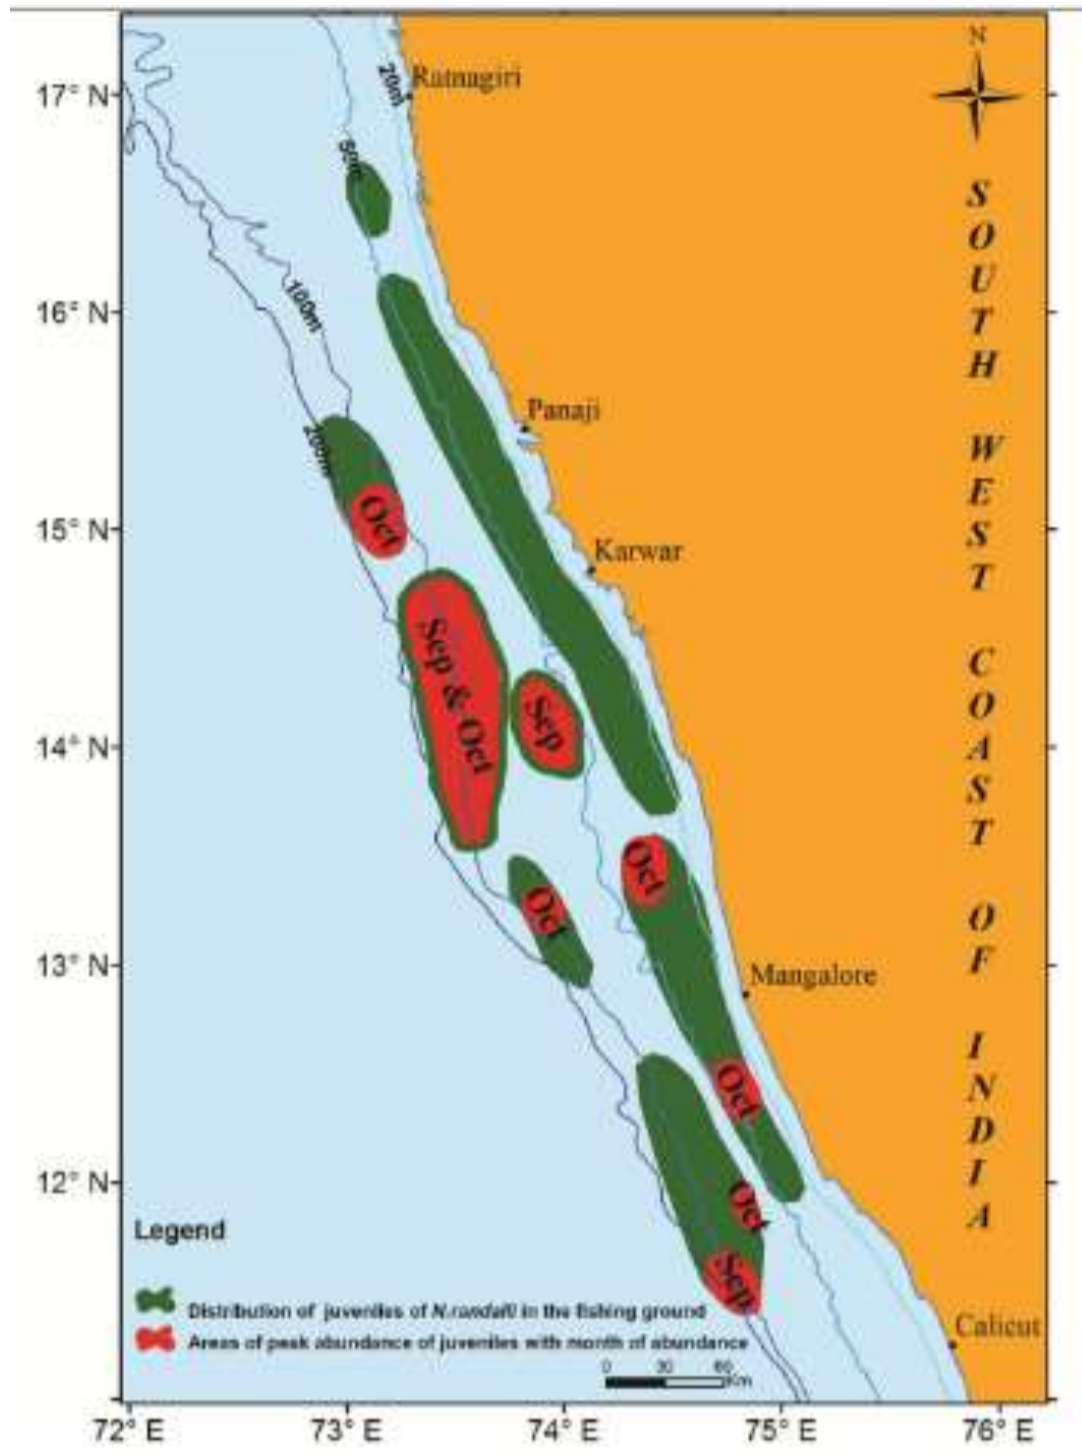 N
17° N
20m
Ratnagiri
50m
16° N
100m
Panaji
200m
15° N
Oct
Karwar
Sep & Oct
Sep
14° N
Oct
Oct
13° N
Mangalore
Oct
12° N
Oct
Sep
Calicut
SOUTH WEST COAST OF INDIA
Legend
Distribution of juveniles of N.randalli in the fishing ground
Areas of peak abundance of juveniles with month of abundance
0 30 60
Km
72° E 73° E 74° E 75° E 76° E